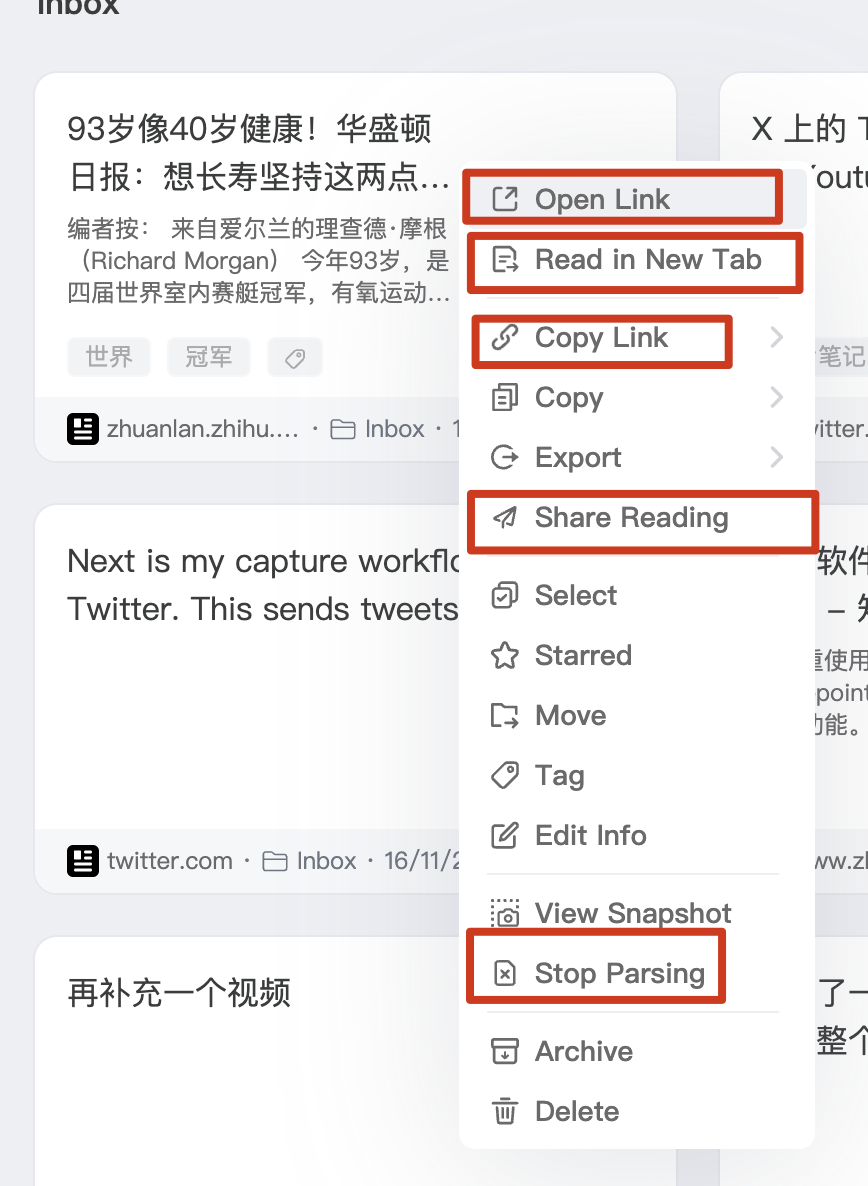 Inbox
93岁像40岁健康！华盛顿
日报：想长寿坚持这两点...
编者按： 来自爱尔兰的理查德·摩根
（Richard Morgan） 今年93岁，是
四届世界室内赛艇冠军，有氧运动...
世界
冠军
zhuanlan.zhihu.... · Inbox · 1
X 上的 T
Youtu
笔记
itter.
Open Link
Read in New Tab
Copy Link
Copy
Export
Share Reading
Select
Starred
Move
Tag
Edit Info
View Snapshot
Stop Parsing
Archive
Delete
Next is my capture workflo
Twitter. This sends tweets
twitter.com · Inbox · 16/11/2
软件
–
重使用
point
功能。
ww.zh
再补充一个视频
了一
整个